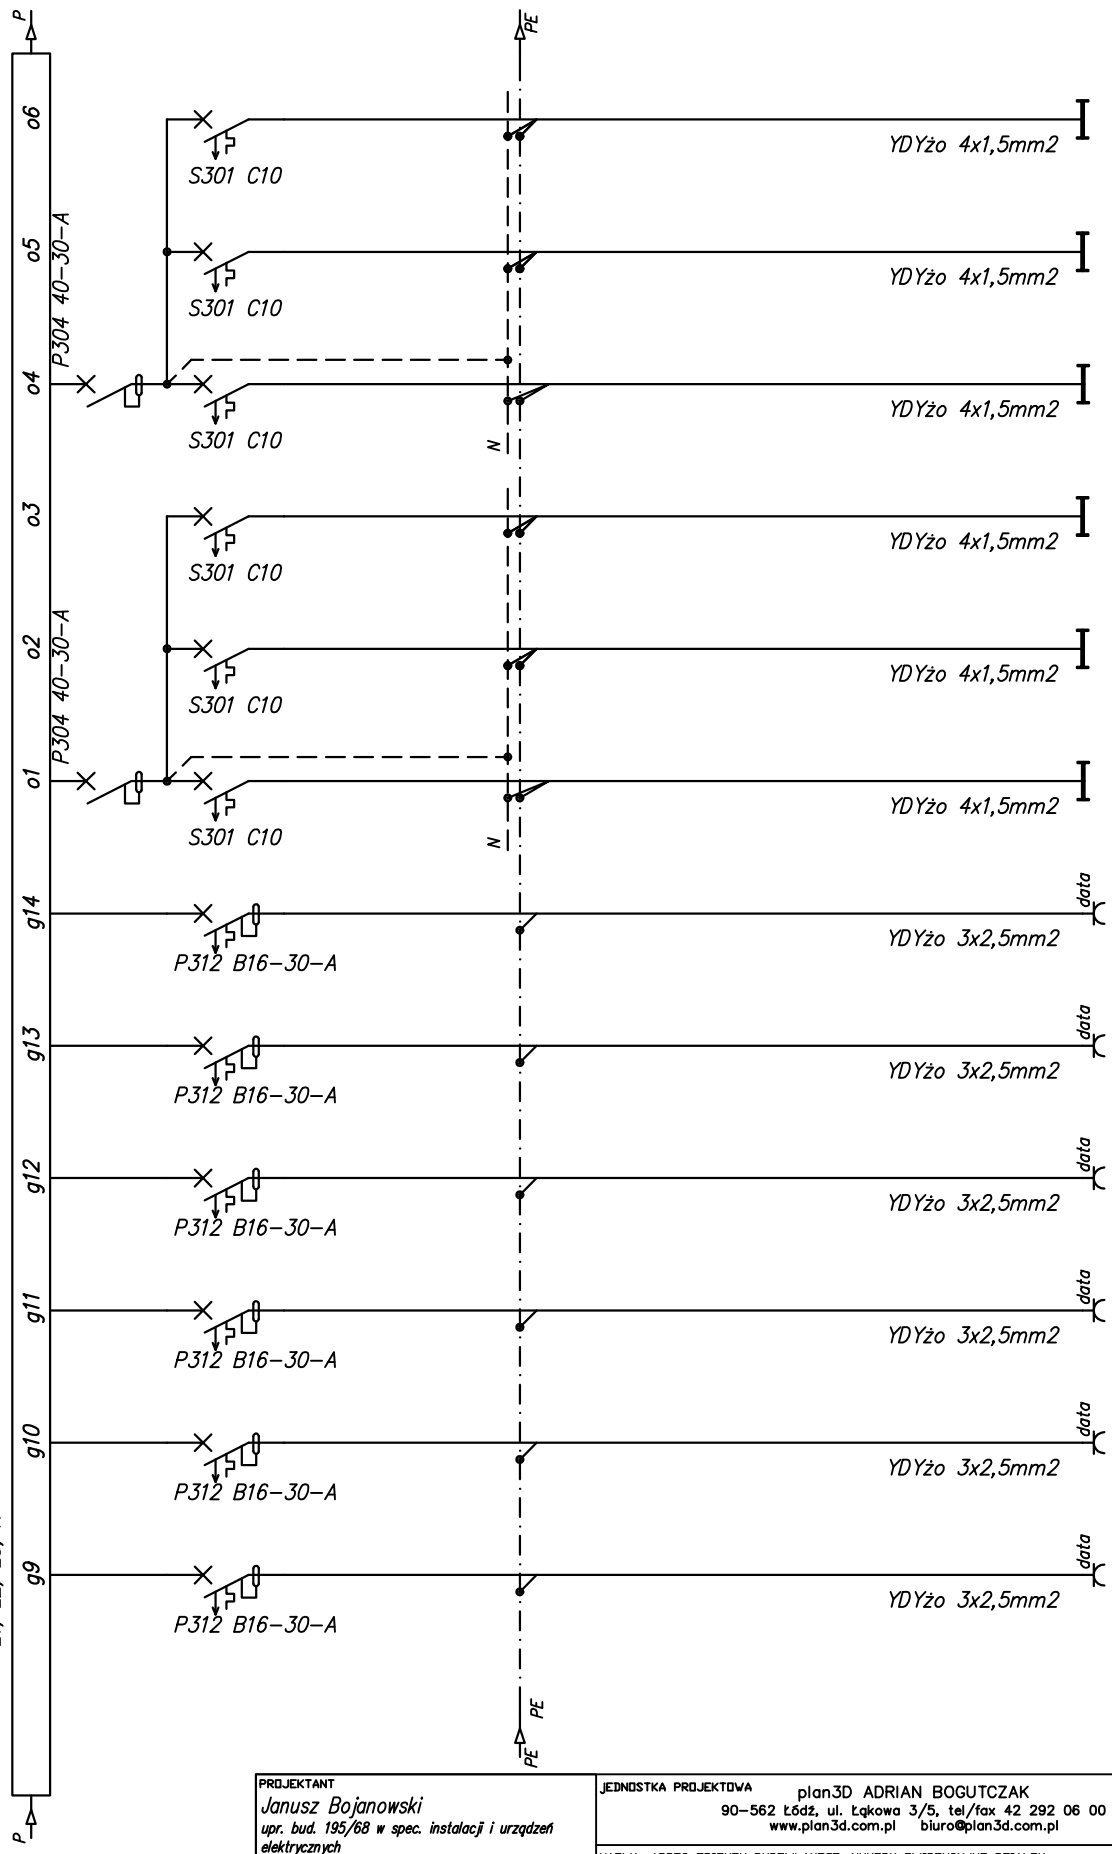 P
PE
o6
YDYżo 4x1,5mm2
S301 C10
o5
P304 40-30-A
YDYżo 4x1,5mm2
S301 C10
o4
YDYżo 4x1,5mm2
S301 C10
N
o3
YDYżo 4x1,5mm2
S301 C10
o2
P304 40-30-A
YDYżo 4x1,5mm2
S301 C10
o1
YDYżo 4x1,5mm2
S301 C10
N
g14
data
YDYżo 3x2,5mm2
P312 B16-30-A
g13
data
YDYżo 3x2,5mm2
P312 B16-30-A
g12
data
YDYżo 3x2,5mm2
P312 B16-30-A
g11
data
YDYżo 3x2,5mm2
P312 B16-30-A
g10
data
YDYżo 3x2,5mm2
P312 B16-30-A
g9
data
YDYżo 3x2,5mm2
P312 B16-30-A
PE
PE
P
PROJEKTANT
Janusz Bojanowski
upr. bud. 195/68 w spec. instalacji i urządzeń
elektrycznych
JEDNOSTKA PROJEKTOWA
plan3D ADRIAN BOGUTCZAK
90-562 Łódź, ul. Łąkowa 3/5, tel/fax 42 292 06 00
www.plan3d.com.pl biuro@plan3d.com.pl